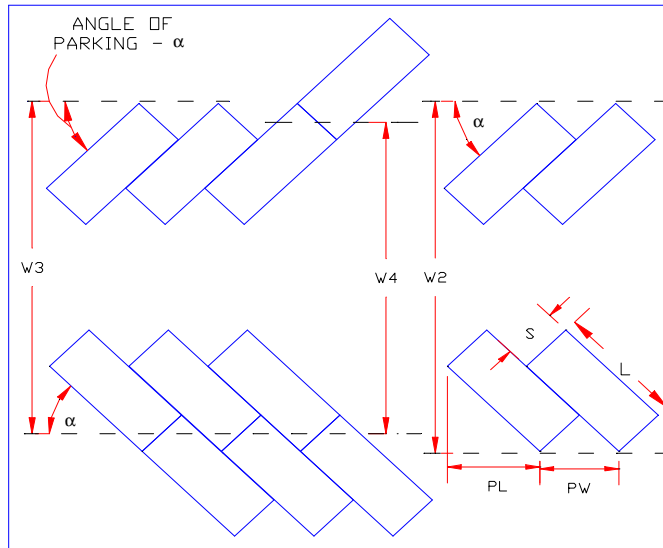 ANGLE OF
PARKING - α
α
α
W3
W4
W2
S
L
α
PL
PW